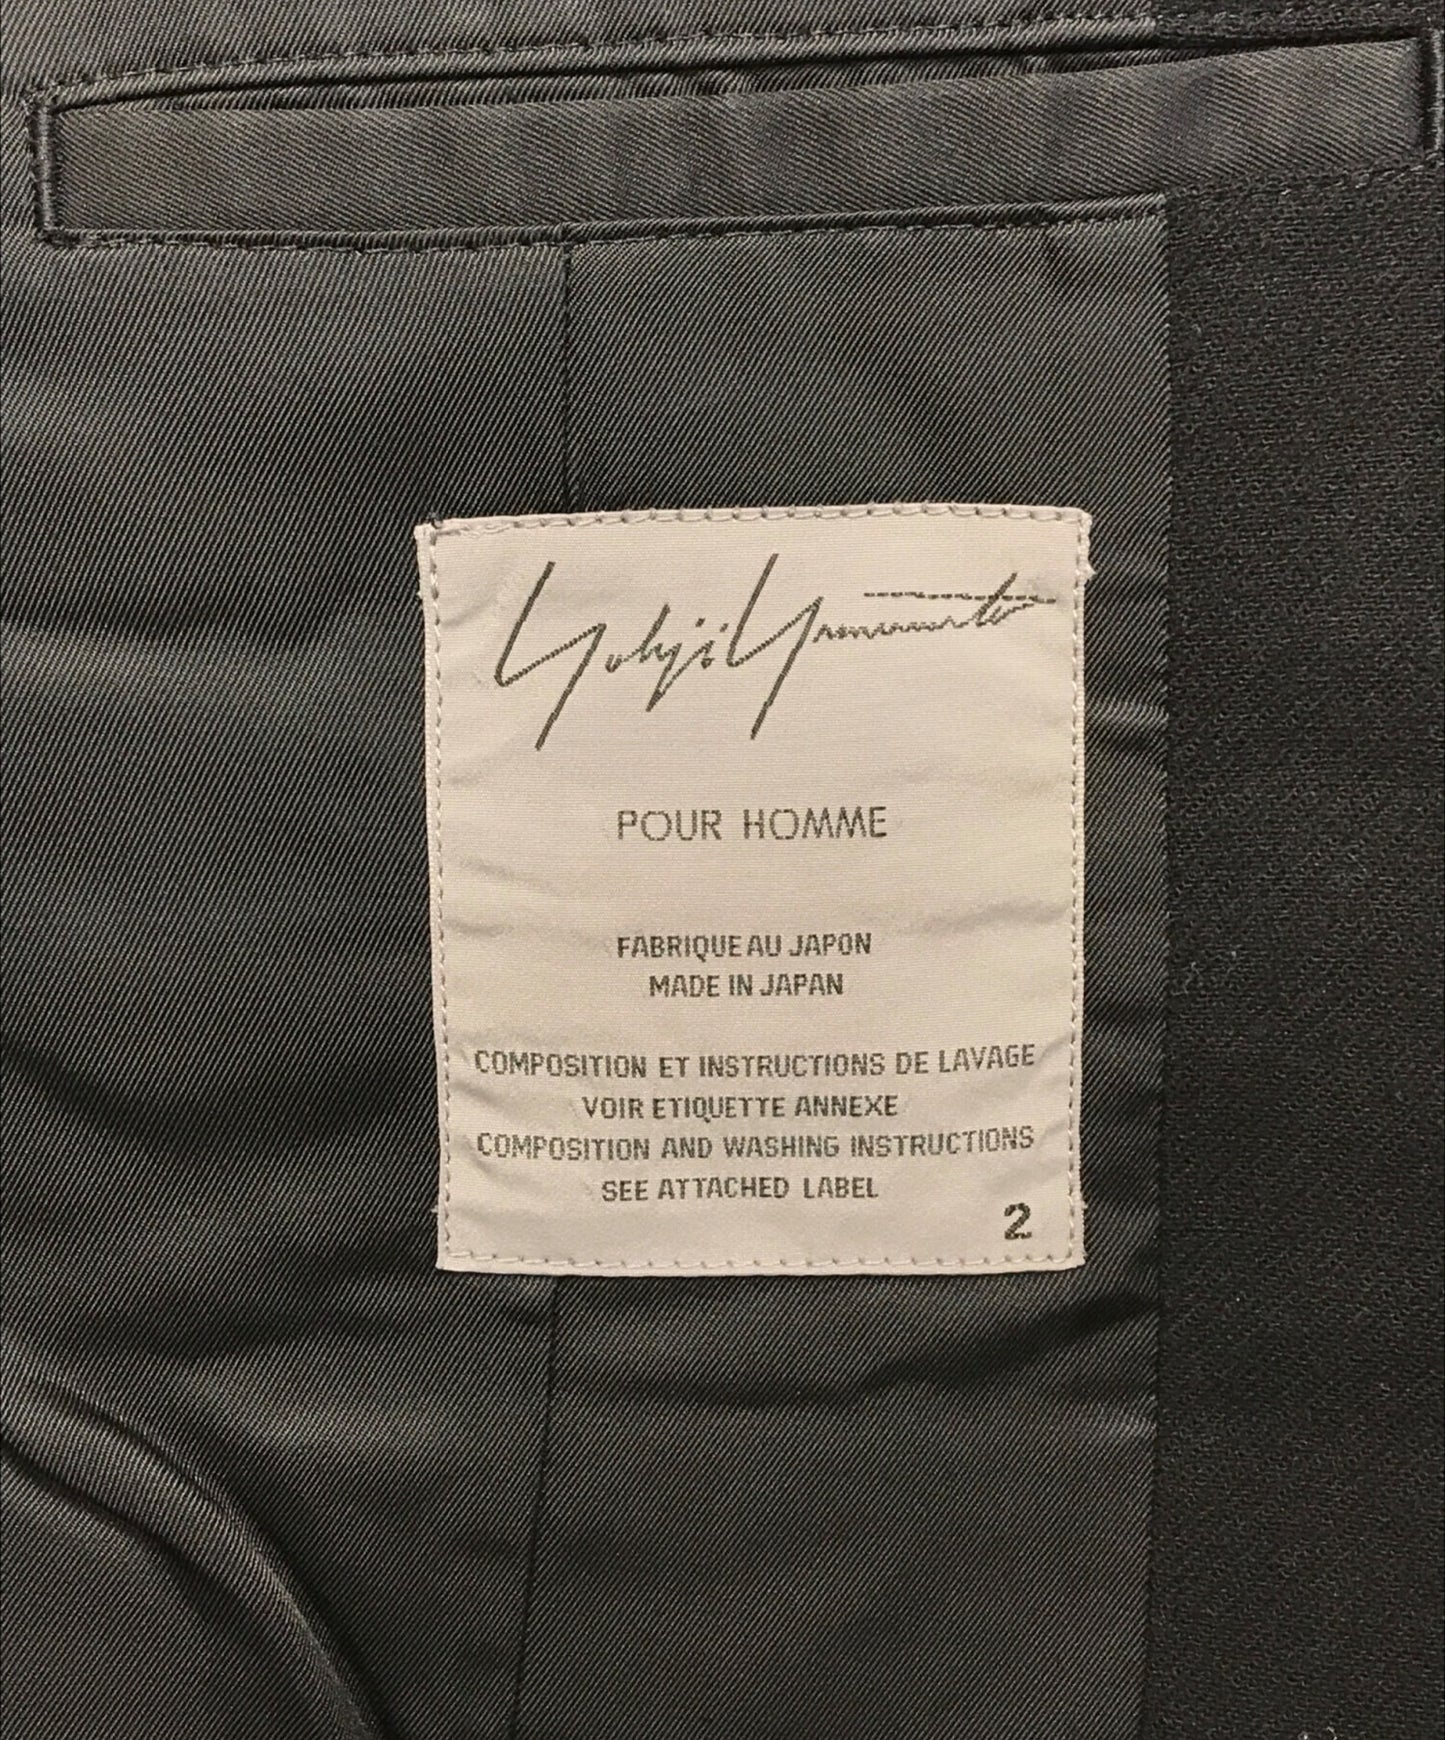 Yohji Yamamoto
POUR HOMME
FABRIQUE AU JAPON
MADE IN JAPAN
COMPOSITION ET INSTRUCTIONS DE LAVAGE
VOIR ETIQUETTE ANNEXE
COMPOSITION AND WASHING INSTRUCTIONS
SEE ATTACHED LABEL
2